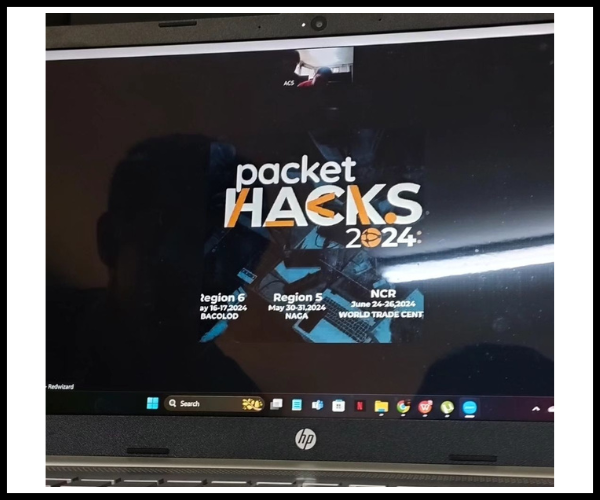 ACS
packet
HACKS
2024
Region 6
ay 16-17,2024
BACOLOD
Region 5
May 30-31,2024
NAGA
NCR
June 24-26,2024
WORLD TRADE CENT
Redwizard
Search
hp